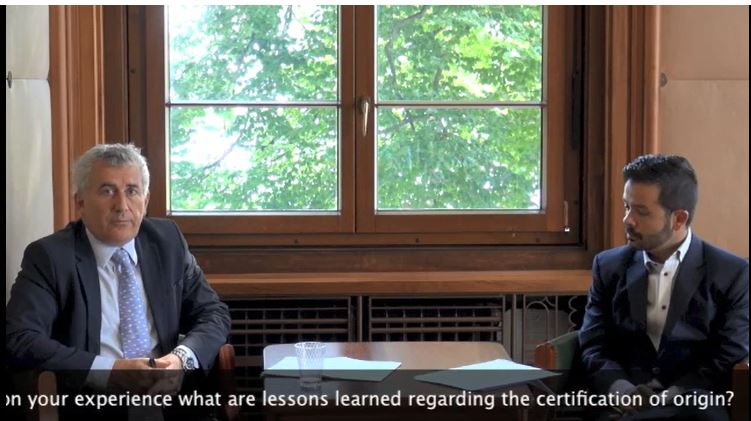 on your experience what are lessons learned regarding the certification of origin?